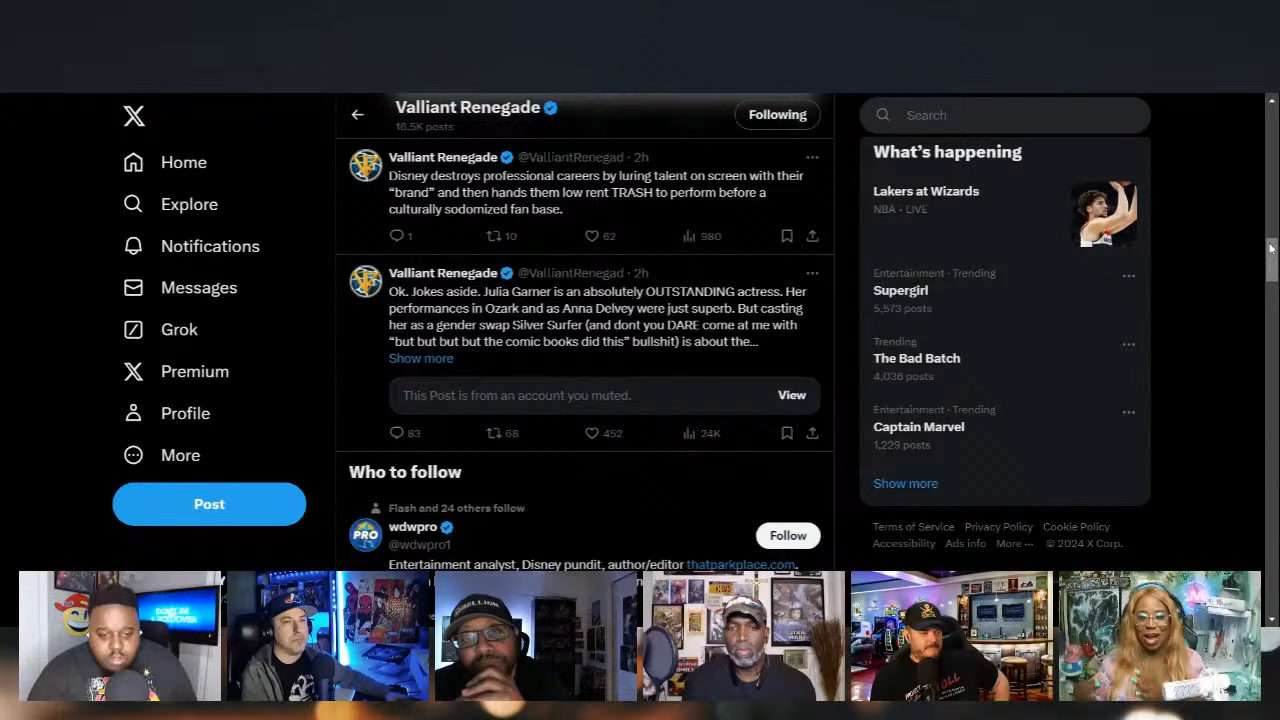 Valliant Renegade
16.5K posts
Following
Search
Home
Explore
Notifications
Messages
Grok
Premium
Profile
More
Post
Valliant Renegade @ValliantRenegad · 2h
Disney destroys professional careers by luring talent on screen with their
“brand” and then hands them low rent TRASH to perform before a
culturally sodomized fan base.
1 10 62 980
Valliant Renegade @ValliantRenegad · 2h
Ok. Jokes aside. Julia Garner is an absolutely OUTSTANDING actress. Her
performances in Ozark and as Anna Delvey were just superb. But casting
her as a gender swap Silver Surfer (and dont you DARE come at me with
“but but but but the comic books did this” bullshit) is about the...
Show more
This Post is from an account you muted.
View
83 68 452 24K
Who to follow
Flash and 24 others follow
wdwpro
@wdwpro1
Follow
Entertainment analyst, Disney pundit, author/editor thatparkplace.com.
What's happening
Lakers at Wizards
NBA · LIVE
Entertainment · Trending
Supergirl
5,573 posts
Trending
The Bad Batch
4,036 posts
Entertainment · Trending
Captain Marvel
1,229 posts
Show more
Terms of Service Privacy Policy Cookie Policy
Accessibility Ads info More ··· © 2024 X Corp.
PRO